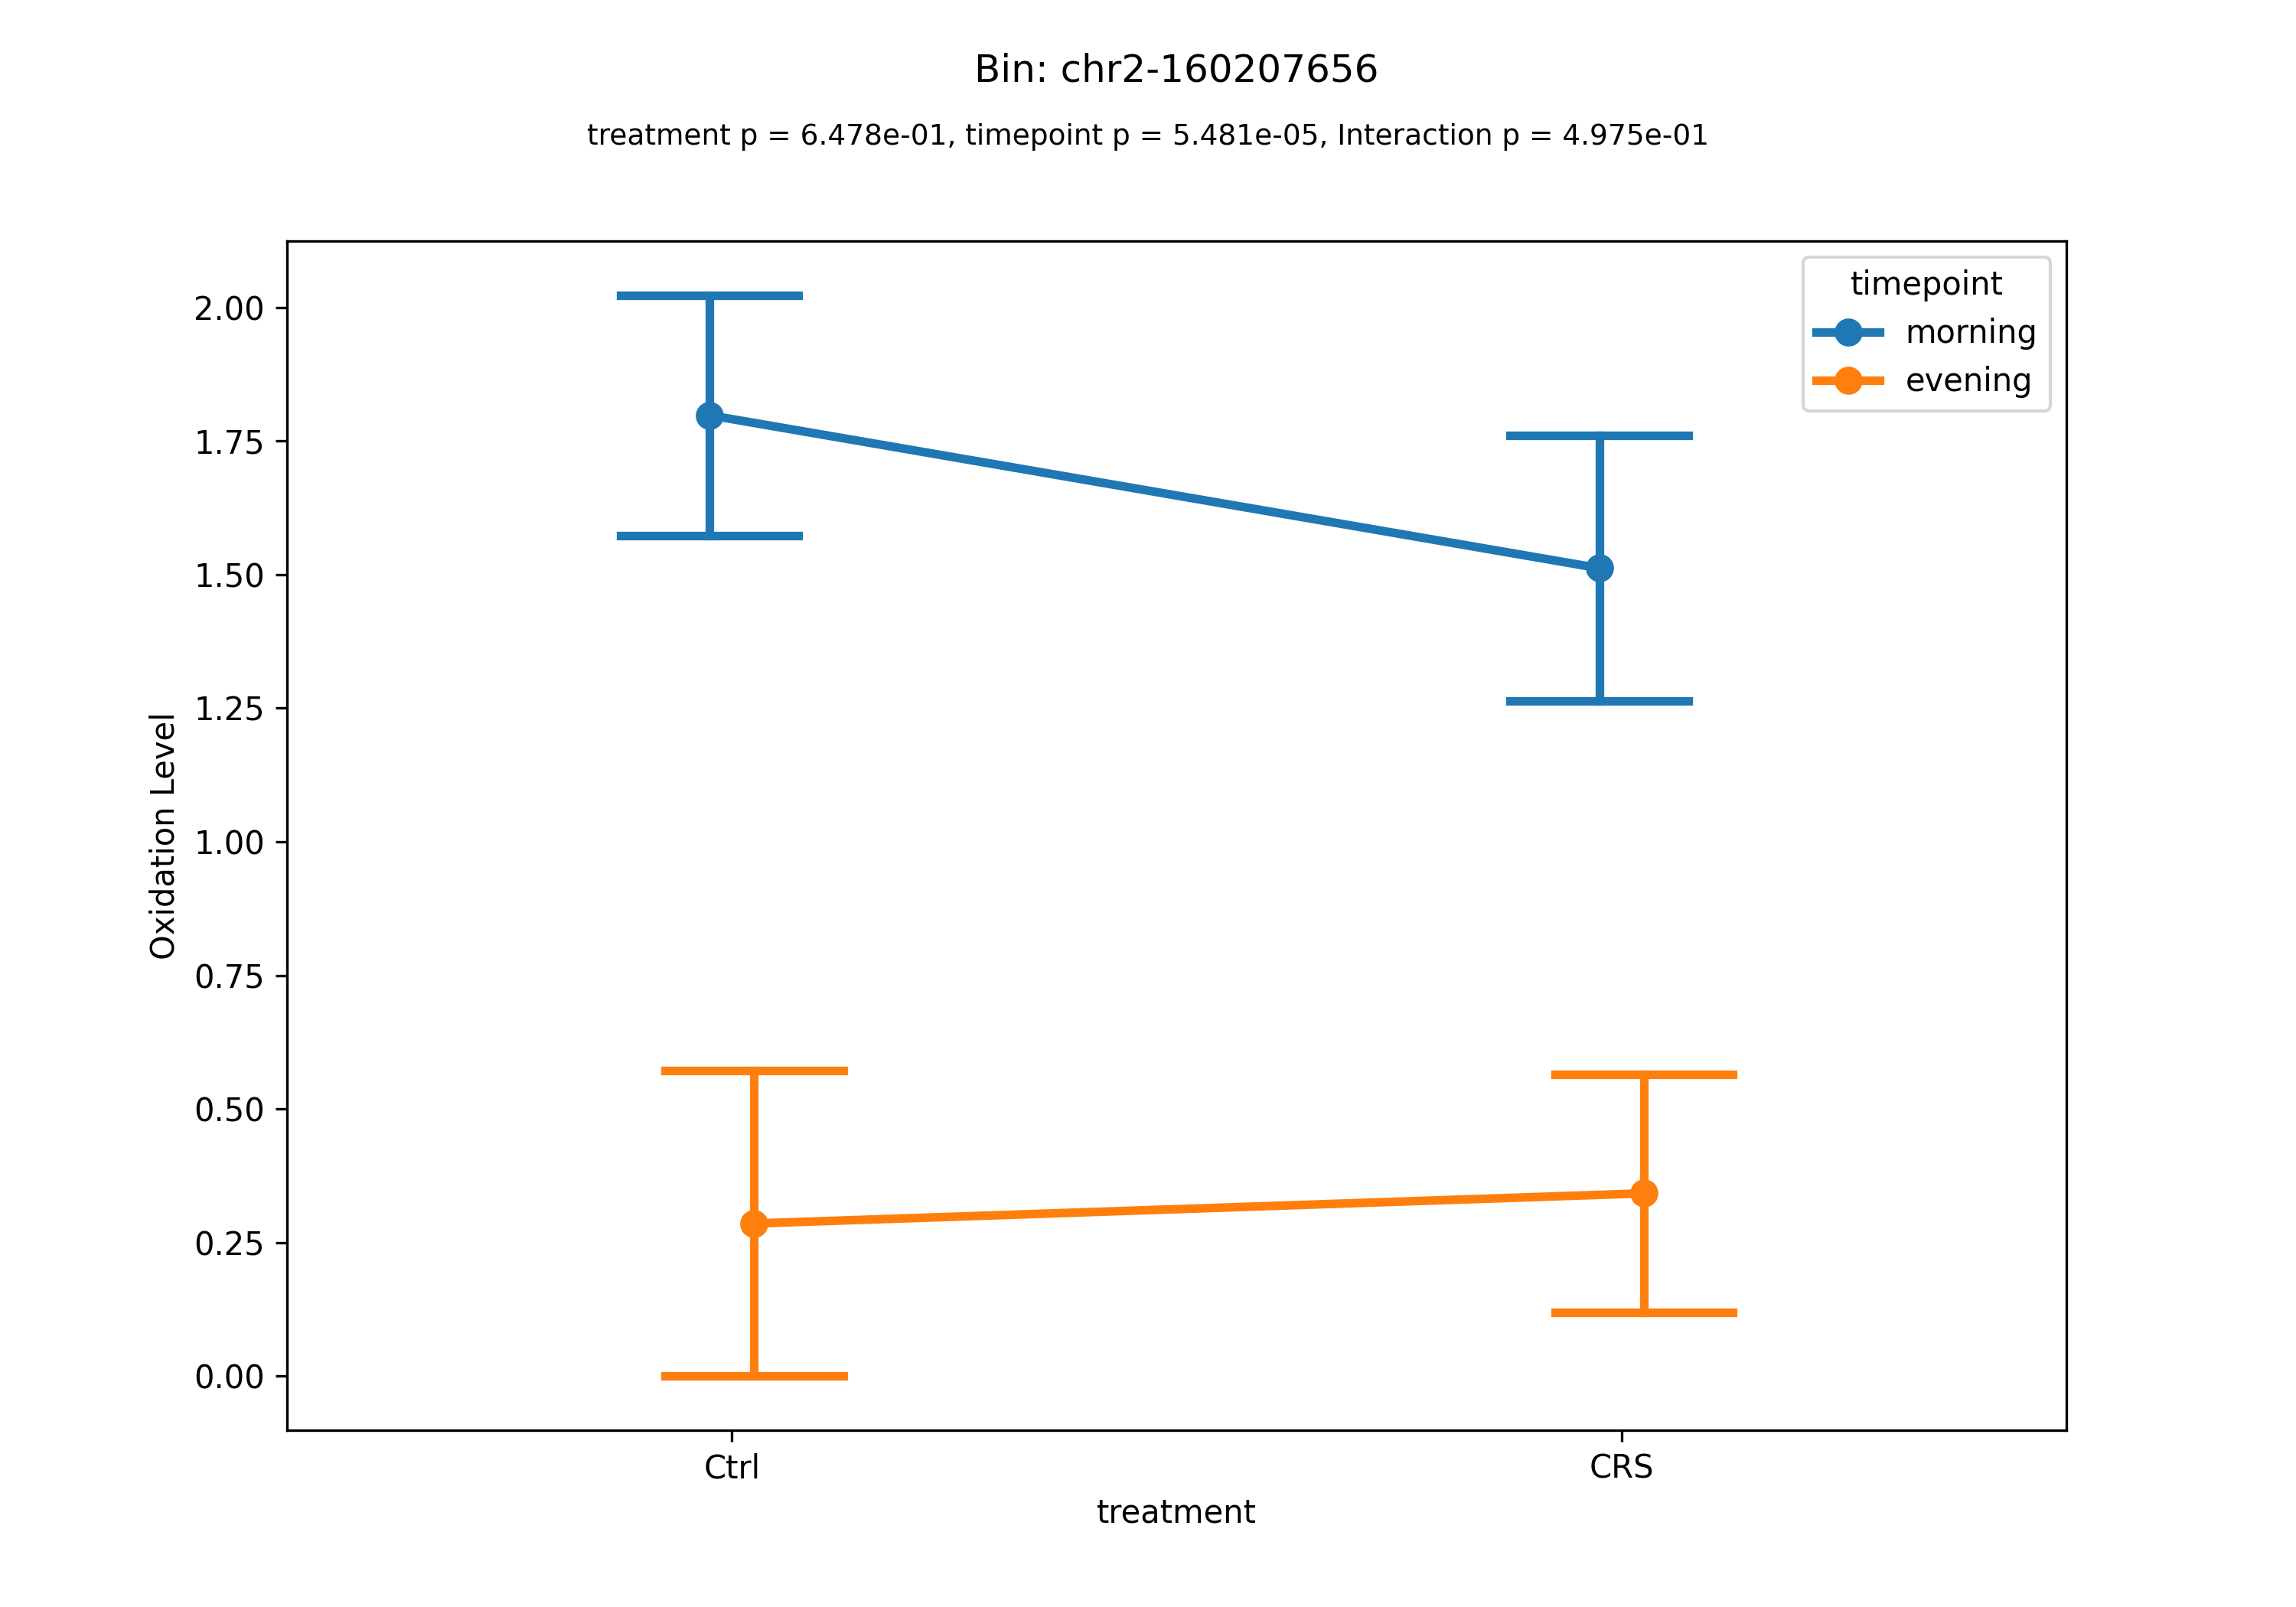 Bin: chr2-160207656
treatment p = 6.478e-01, timepoint p = 5.481e-05, Interaction p = 4.975e-01
timepoint
morning
evening
2.00
1.75
1.50
1.25
1.00
0.75
0.50
0.25
0.00
Oxidation Level
Ctrl
CRS
treatment